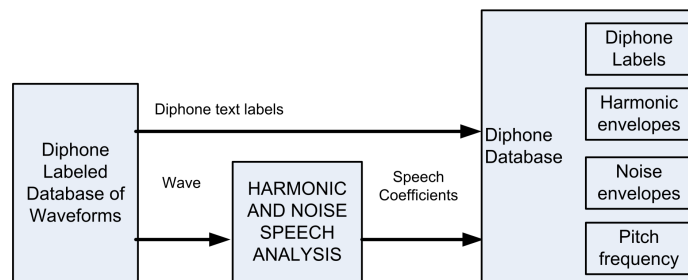 Diphone
Labeled
Database of
Waveforms
Diphone text labels
Wave
HARMONIC
AND NOISE
SPEECH
ANALYSIS
Speech
Coefficients
Diphone
Database
Diphone
Labels
Harmonic
envelopes
Noise
envelopes
Pitch
frequency